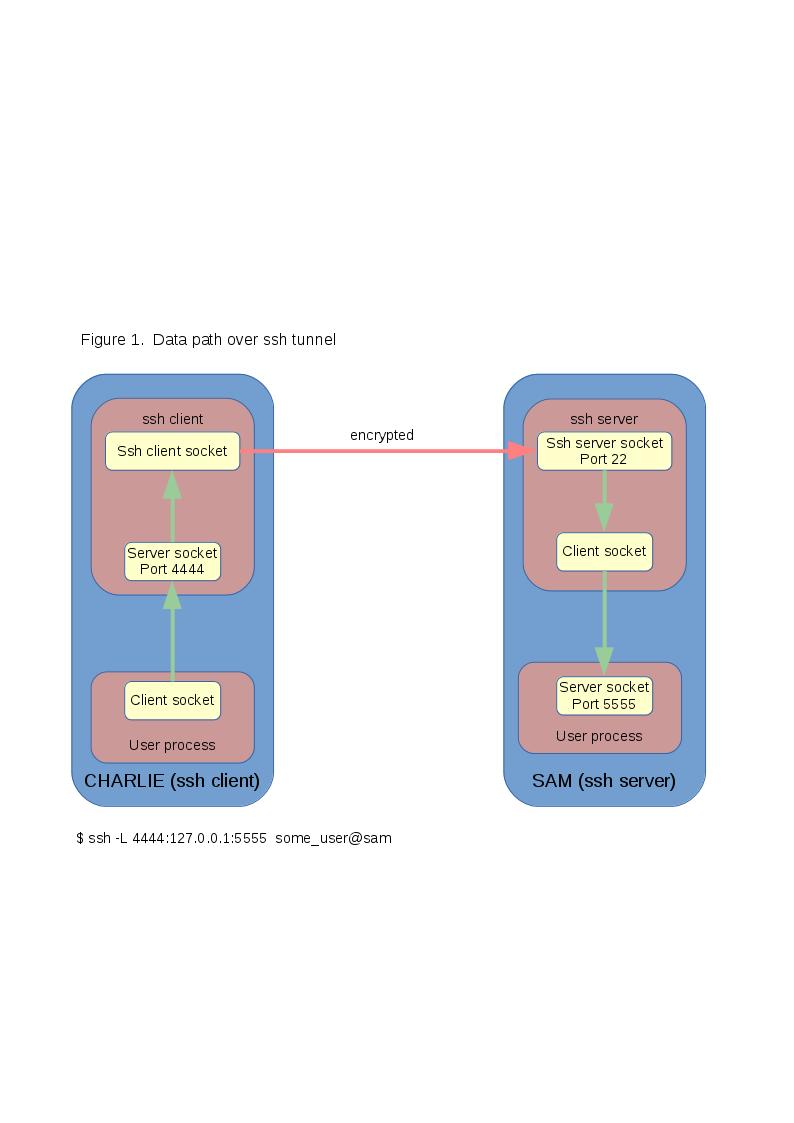 Figure 1.  Data path over ssh tunnel
ssh client
Ssh client socket
Server socket
Port 4444
Client socket
User process
CHARLIE (ssh client)
encrypted
ssh server
Ssh server socket
Port 22
Client socket
Server socket
Port 5555
User process
SAM (ssh server)
$ ssh -L 4444:127.0.0.1:5555  some_user@sam